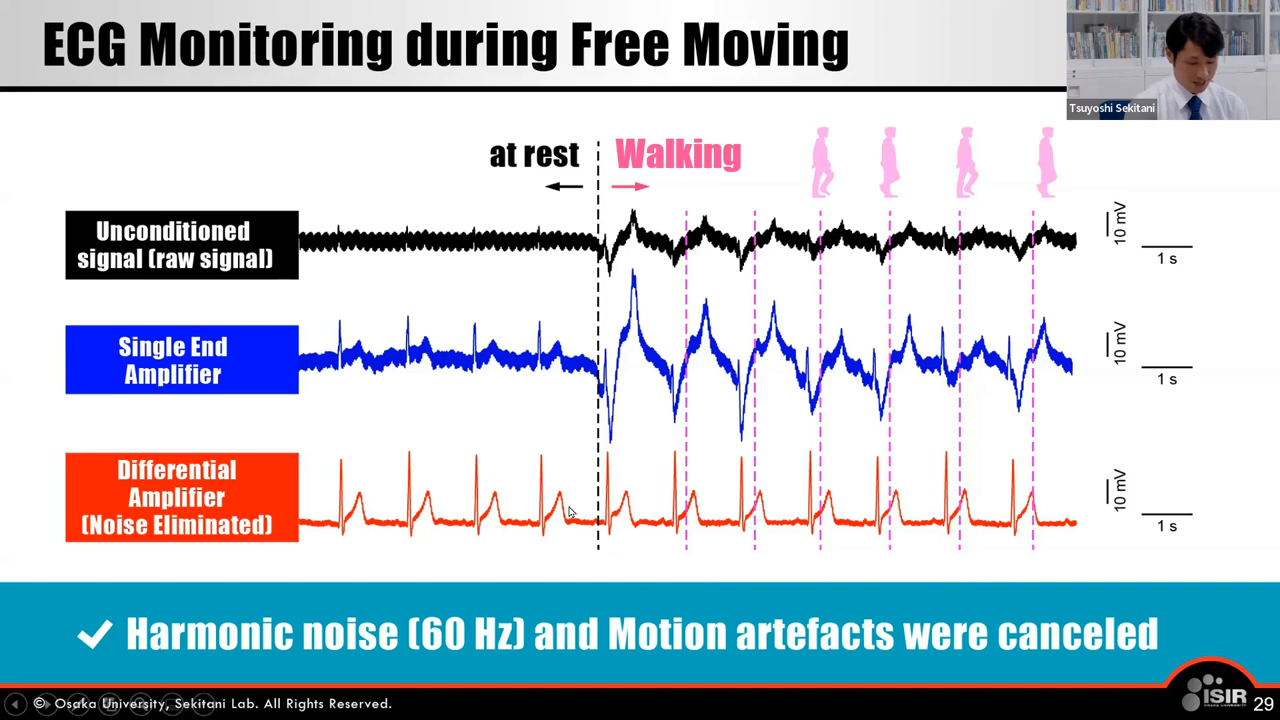 ECG Monitoring during Free Moving
Tsuyoshi Sekitani
at rest
Walking
Unconditioned
signal (raw signal)
10 mV
1 s
Single End
Amplifier
10 mV
1 s
Differential
Amplifier
(Noise Eliminated)
10 mV
1 s
✓ Harmonic noise (60 Hz) and Motion artefacts were canceled
© Osaka University, Sekitani Lab. All Rights Reserved.
ISIR
OSAKA UNIVERSITY
29